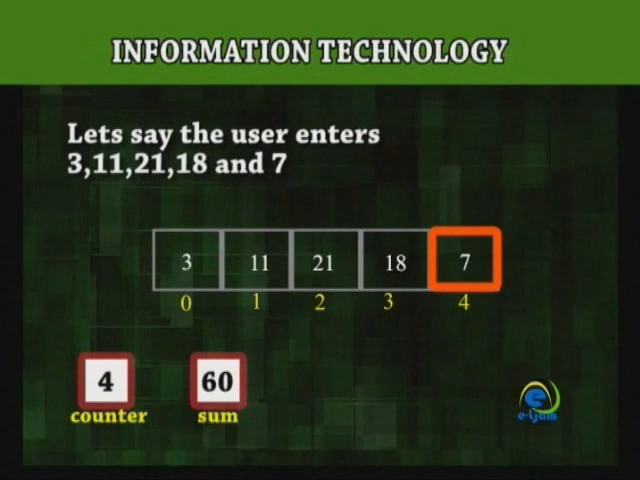 INFORMATION TECHNOLOGY
Lets say the user enters
3,11,21,18 and 7
3 11 21 18 7
0 1 2 3 4
4 60
counter sum
e-Ljam